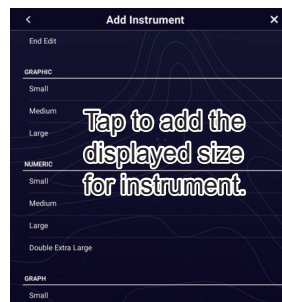 Add Instrument
End Edit
GRAPHIC
Small
Medium
Large
Tap to add the
displayed size
for instrument.
NUMERIC
Small
Medium
Large
Double Extra Large
GRAPH
Small